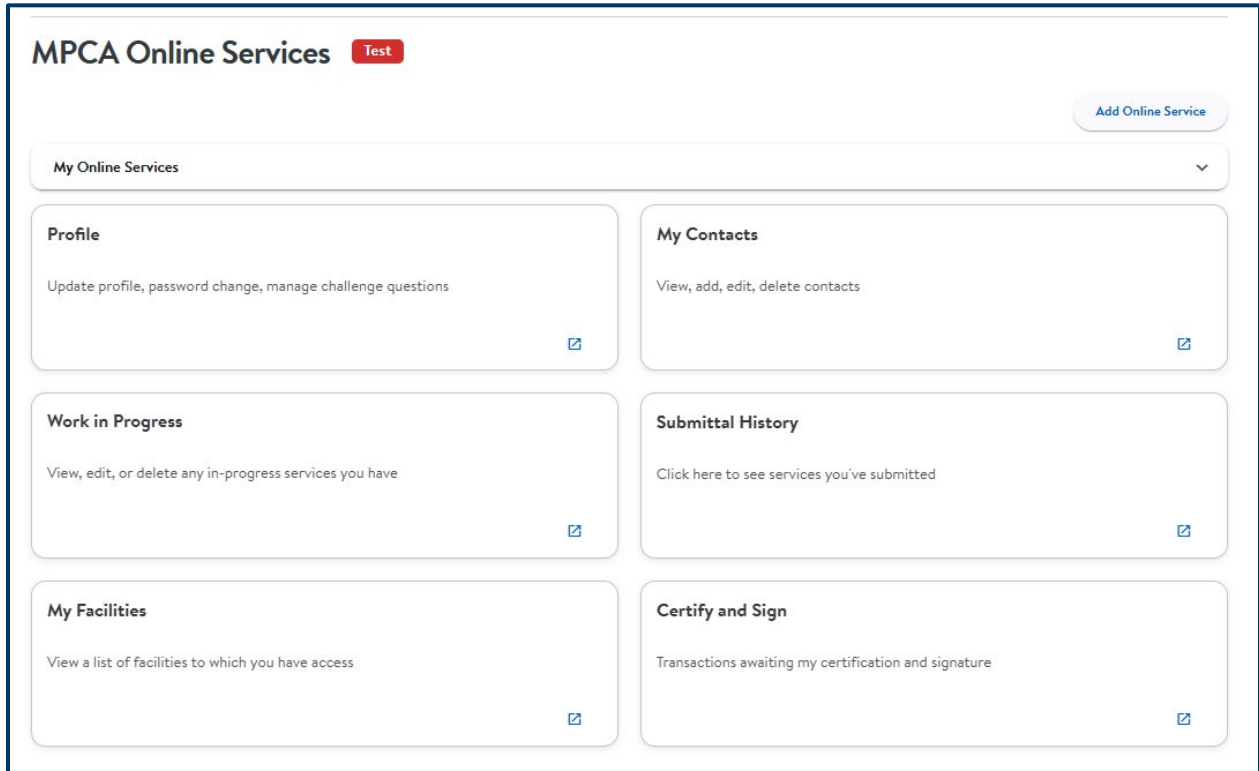 MPCA Online Services Test
Add Online Service
My Online Services
Profile
Update profile, password change, manage challenge questions
My Contacts
View, add, edit, delete contacts
Work in Progress
View, edit, or delete any in-progress services you have
Submittal History
Click here to see services you've submitted
My Facilities
View a list of facilities to which you have access
Certify and Sign
Transactions awaiting my certification and signature